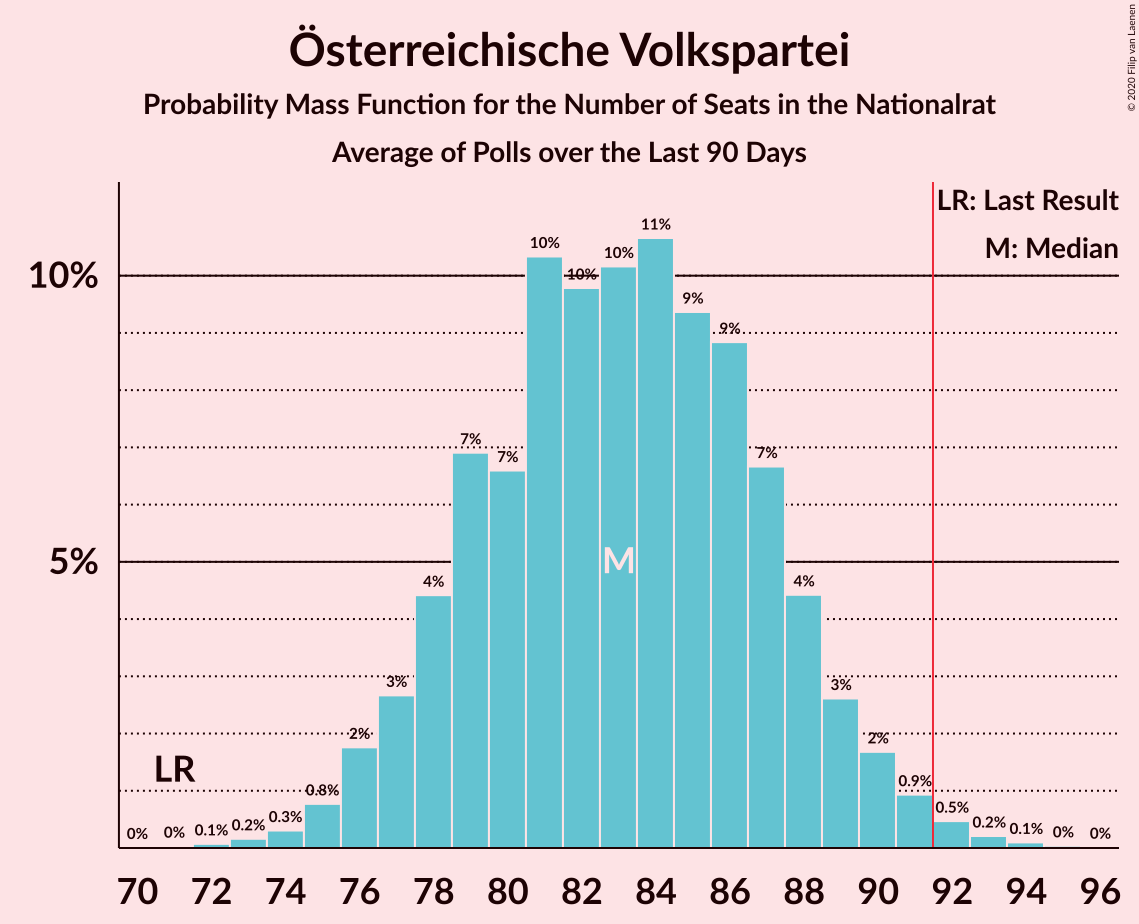 Österreichische Volkspartei
Probability Mass Function for the Number of Seats in the Nationalrat
Average of Polls over the Last 90 Days
© 2020 Filip van Laenen
LR: Last Result
M: Median
10%
5%
0% 0% 0.1% 0.2% 0.3% 0.8% 2% 3% 4% 7% 7% 10% 10% 10% 11% 9% 9% 7% 4% 3% 2% 0.9% 0.5% 0.2% 0.1% 0% 0%
M
LR
70 72 74 76 78 80 82 84 86 88 90 92 94 96